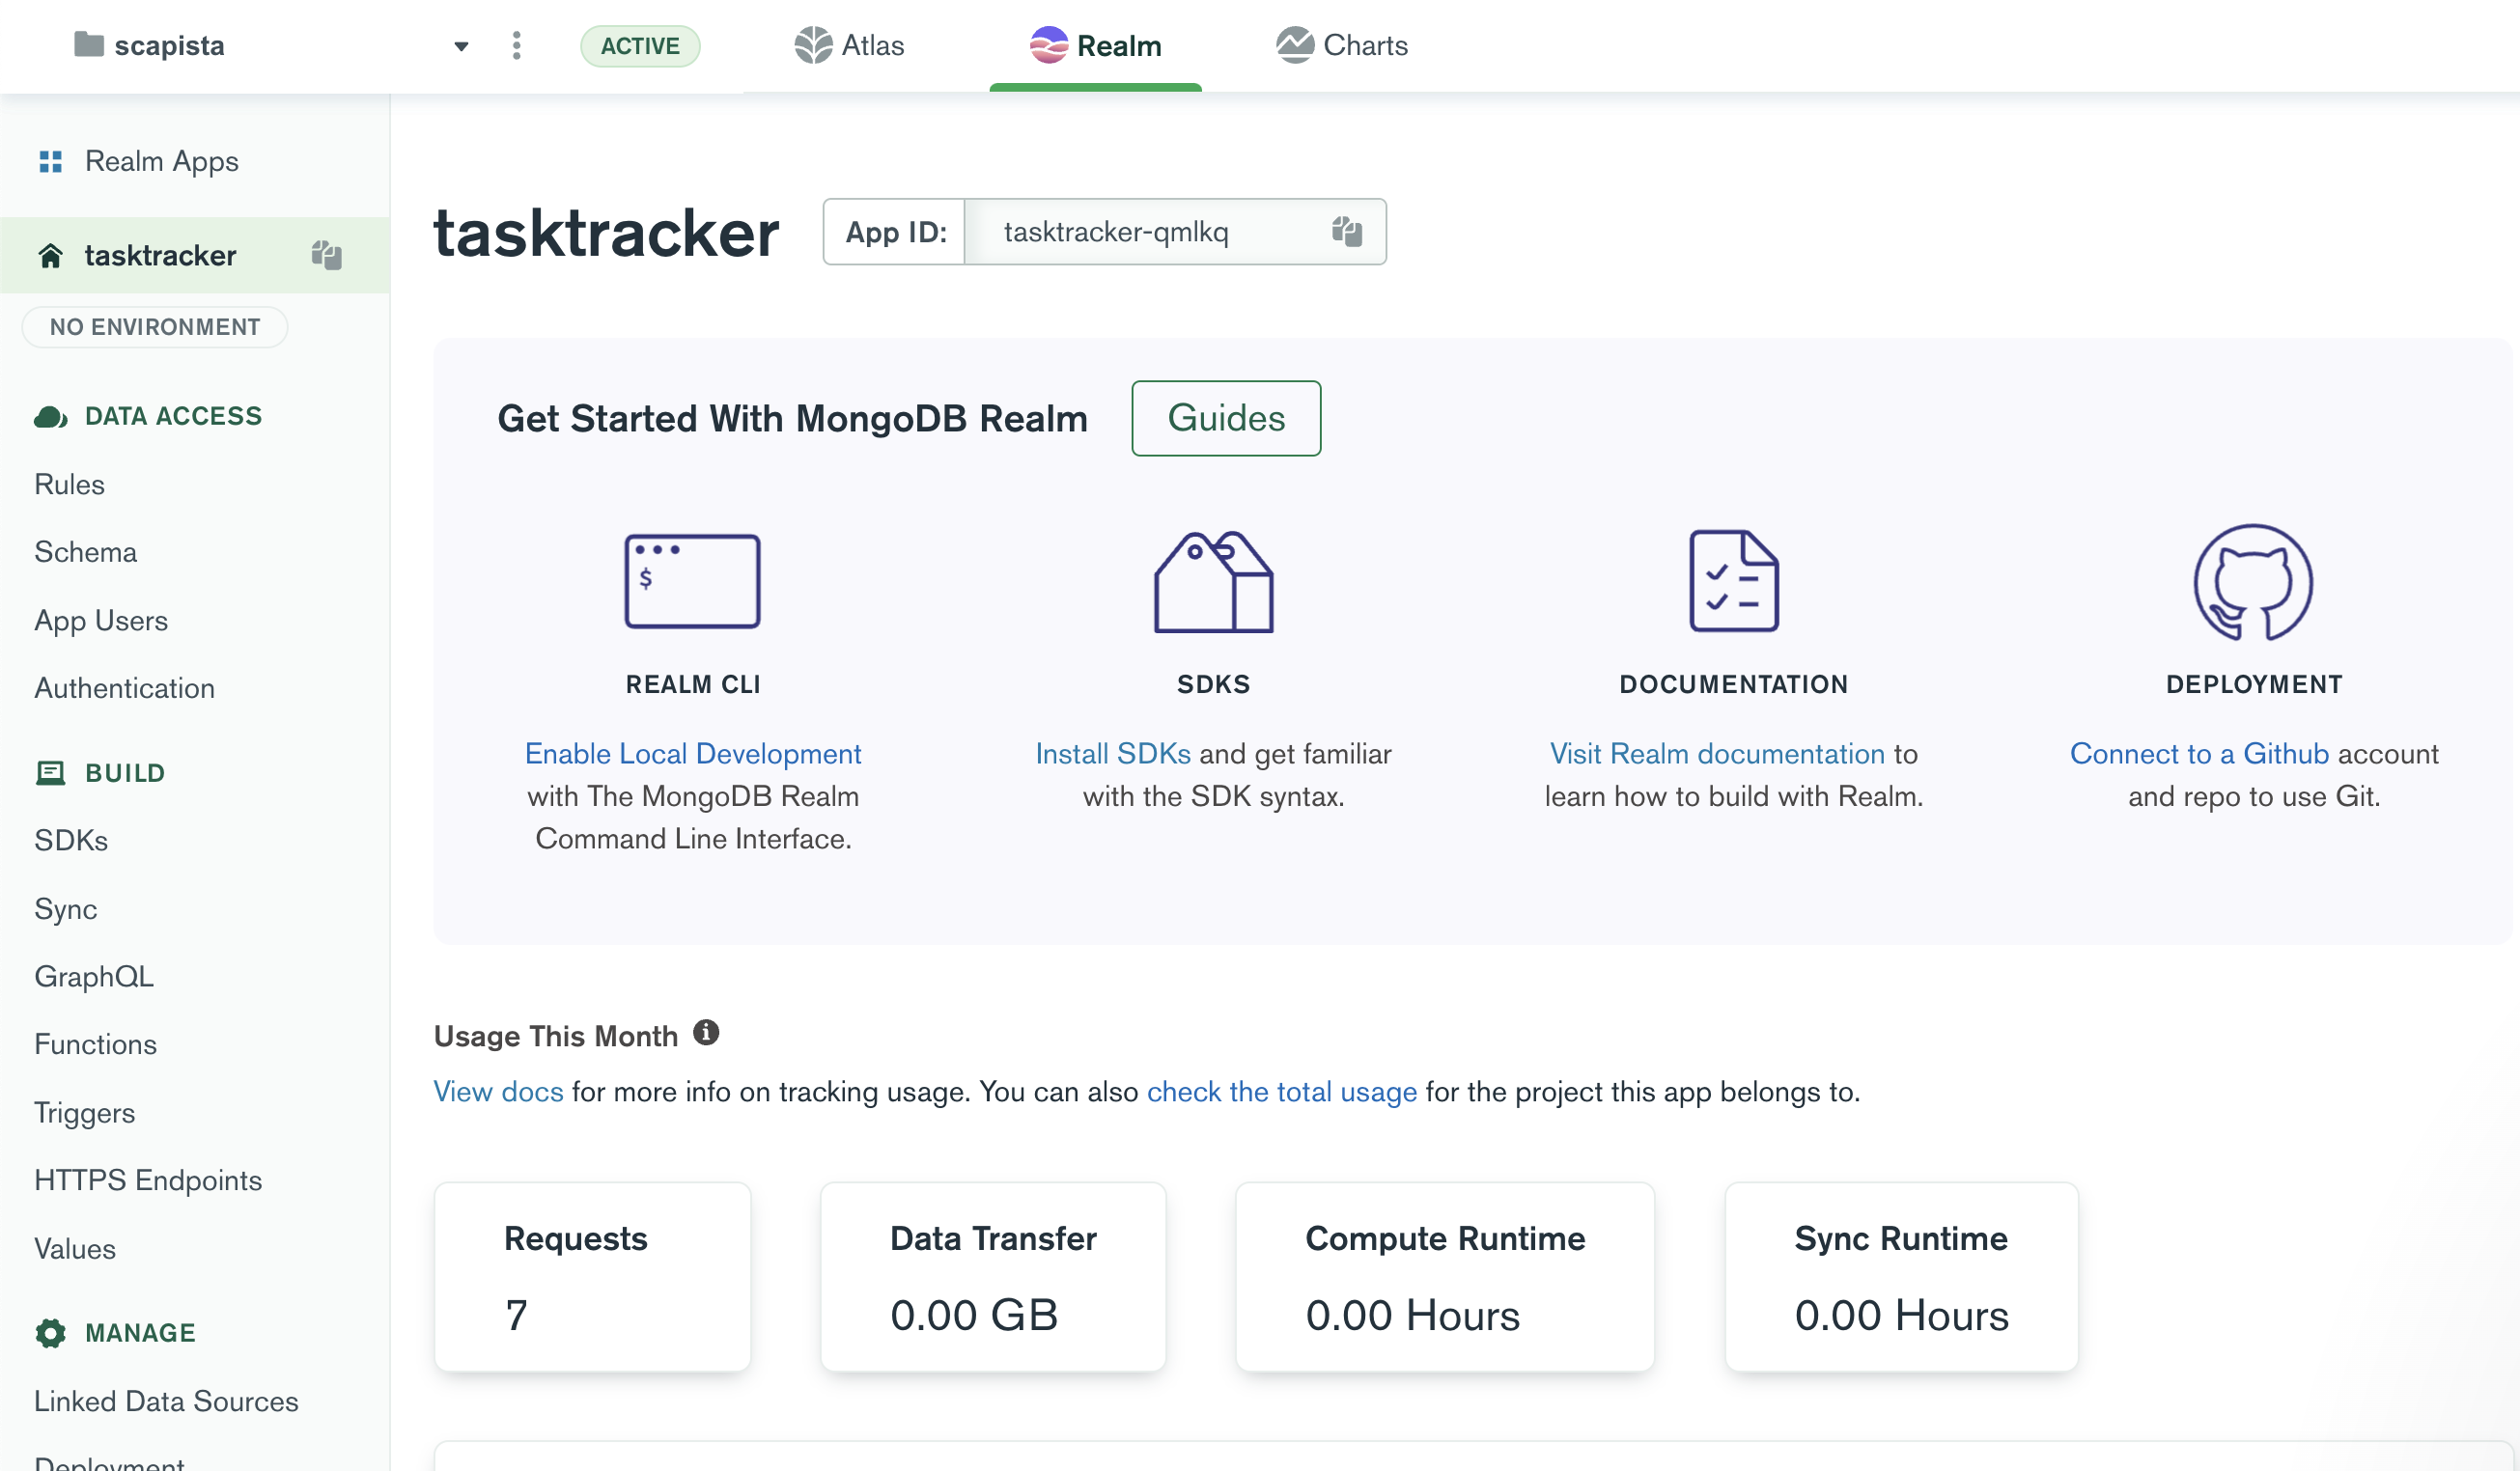 scapista
ACTIVE
Atlas
Realm
Charts
Realm Apps
tasktracker
NO ENVIRONMENT
DATA ACCESS
Rules
Schema
App Users
Authentication
BUILD
SDKs
Sync
GraphQL
Functions
Triggers
HTTPS Endpoints
Values
MANAGE
Linked Data Sources
Deployment
tasktracker
App ID:
tasktracker-qmlkq
Get Started With MongoDB Realm
Guides
$
REALM CLI
Enable Local Development
with The MongoDB Realm
Command Line Interface.
SDKS
Install SDKs and get familiar
with the SDK syntax.
DOCUMENTATION
Visit Realm documentation to
learn how to build with Realm.
DEPLOYMENT
Connect to a Github account
and repo to use Git.
Usage This Month
View docs for more info on tracking usage. You can also check the total usage for the project this app belongs to.
Requests
7
Data Transfer
0.00 GB
Compute Runtime
0.00 Hours
Sync Runtime
0.00 Hours